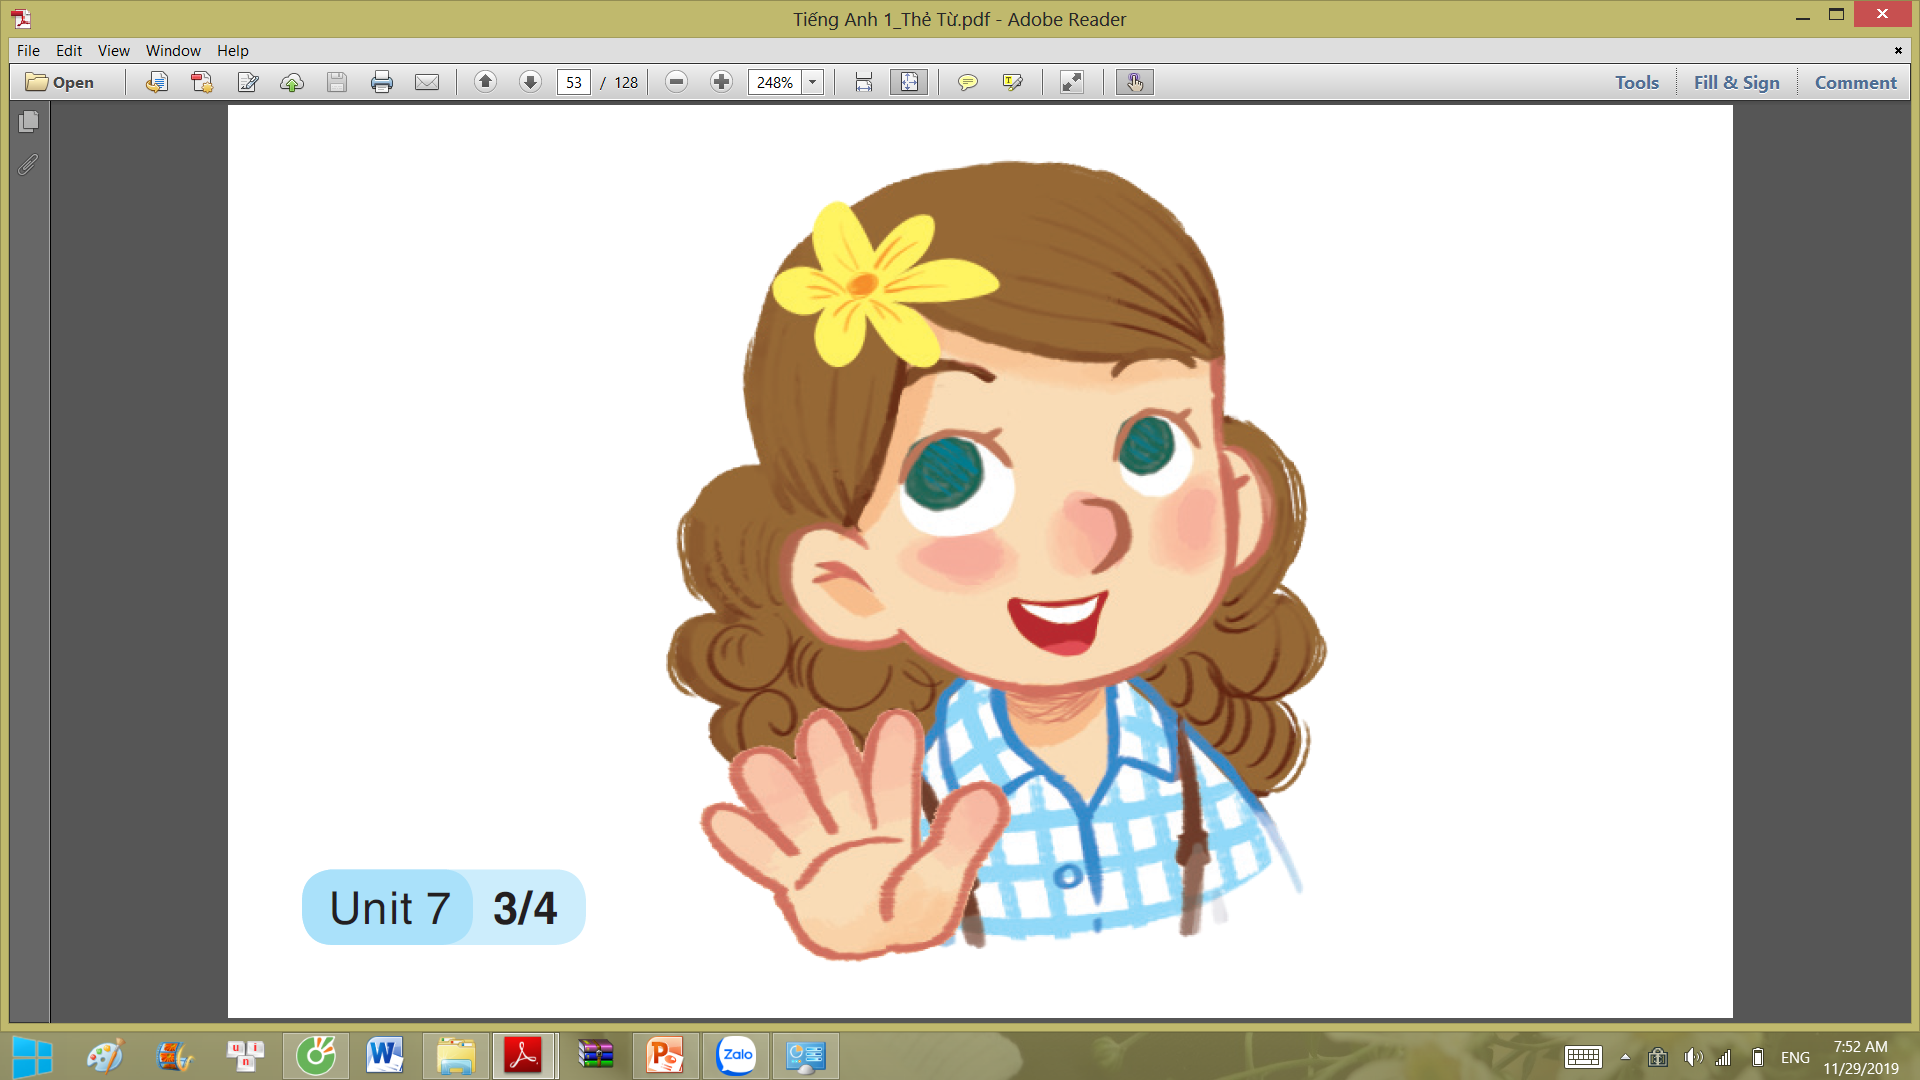 Tiếng Anh 1_Thẻ Từ.pdf - Adobe Reader
File Edit View Window Help
Open 53 / 128 248% Tools Fill & Sign Comment
Unit 7 3/4
Zalo
ENG
7:52 AM
11/29/2019